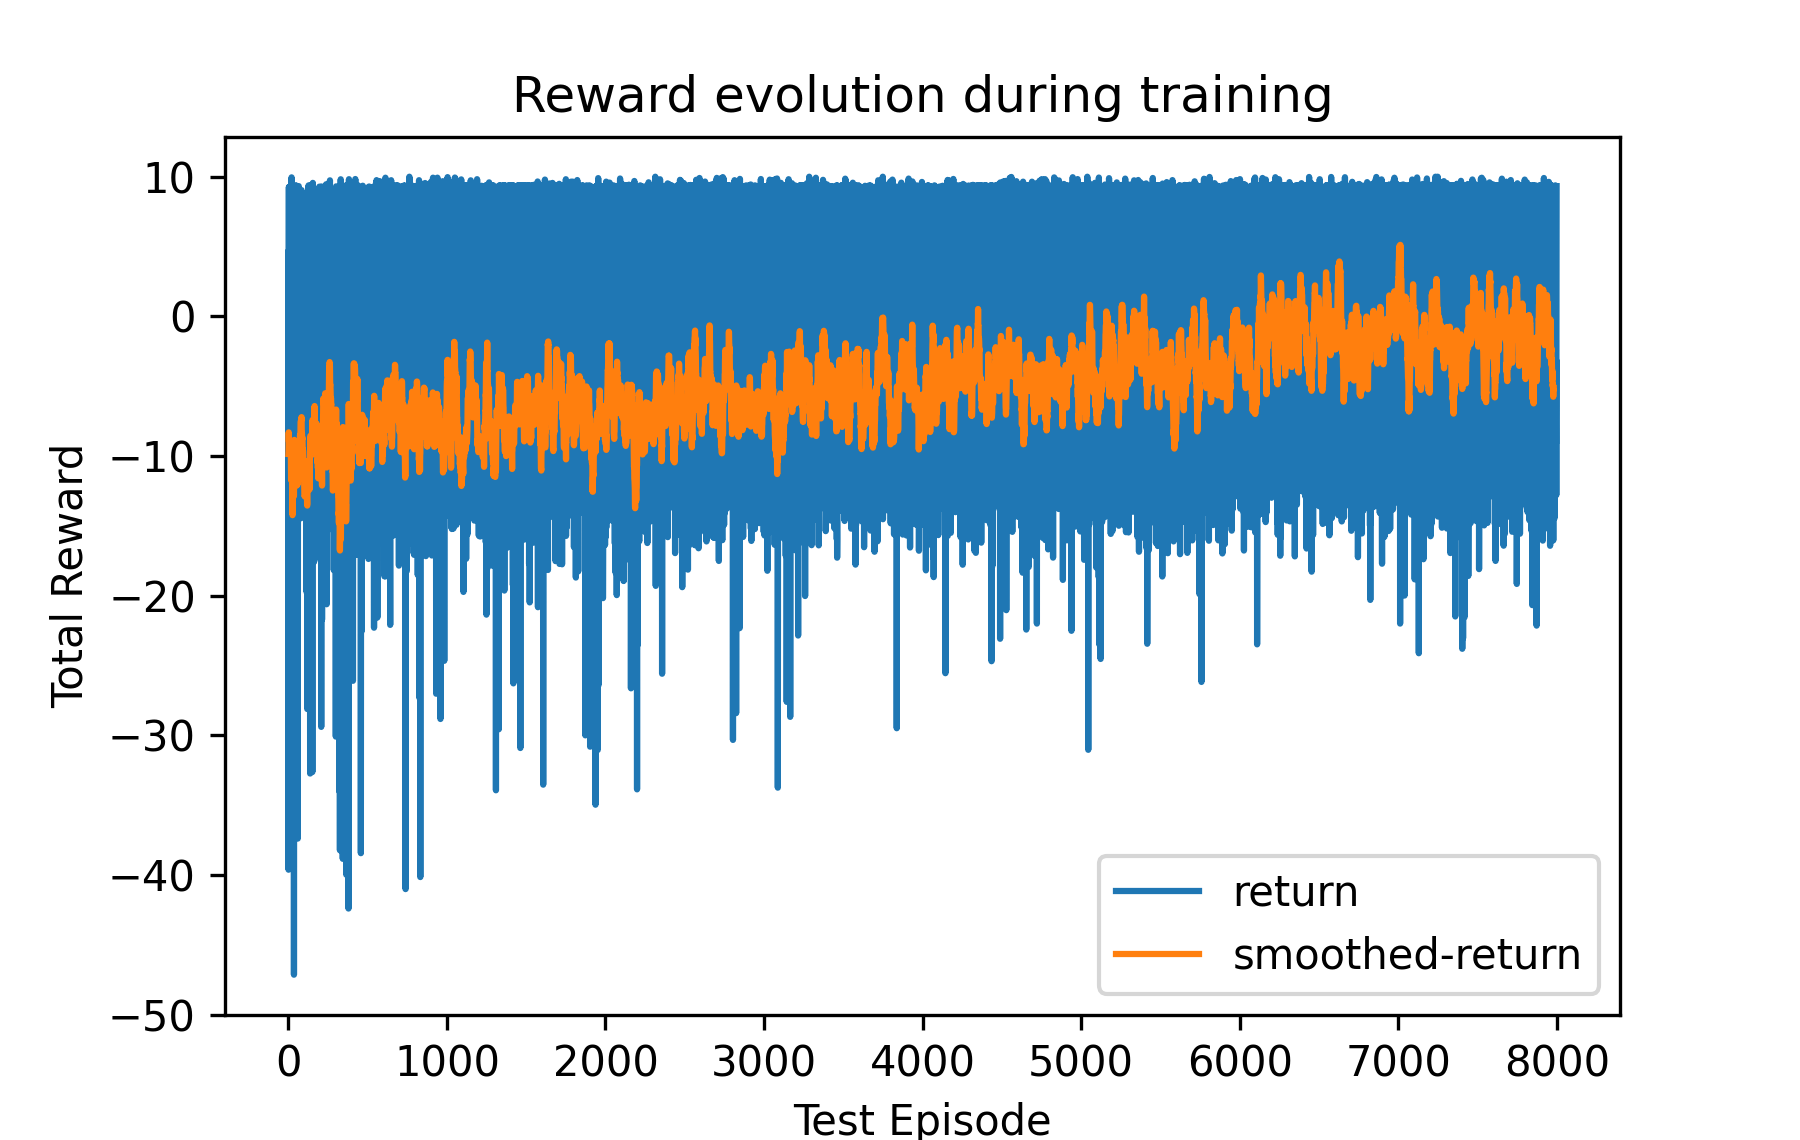 Reward evolution during training
Total Reward
10
0
−10
−20
−30
−40
−50
0 1000 2000 3000 4000 5000 6000 7000 8000
Test Episode
return
smoothed-return